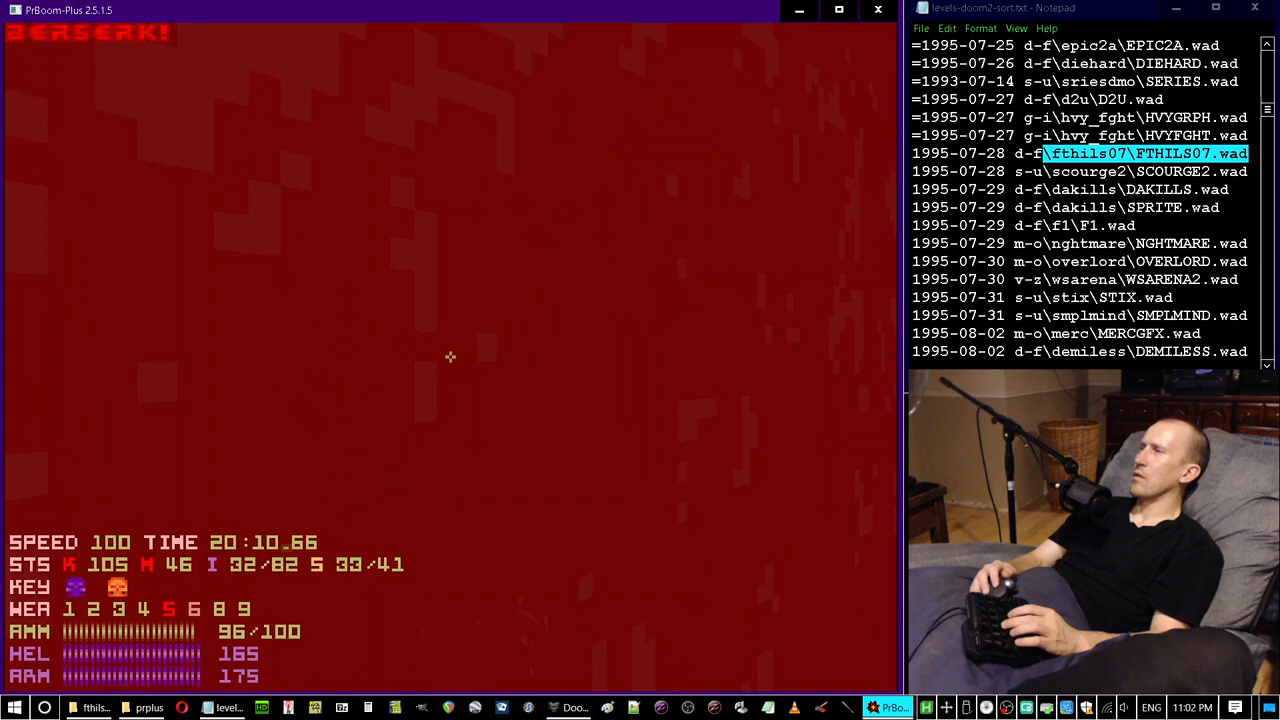 PrBoom-Plus 2.5.1.5
BERSERK!
SPEED 100 TIME 20:10.66
STS K 105 M 46 I 32/82 S 33/41
KEY
WEA 1 2 3 4 5 6 8 9
AMM 96/100
HEL 165
ARM 175
levels-doom2-sort.txt - Notepad
File Edit Format View Help
=1995-07-25 d-f\epic2a\EPIC2A.wad
=1995-07-26 d-f\diehard\DIEHARD.wad
=1993-07-14 s-u\sriesdmo\SERIES.wad
=1995-07-27 d-f\d2u\D2U.wad
=1995-07-27 g-i\hvy_fght\HVYGRPH.wad
=1995-07-27 g-i\hvy_fght\HVYFGHT.wad
1995-07-28 d-f\fthils07\FTHILS07.wad
1995-07-28 s-u\scourge2\SCOURGE2.wad
1995-07-29 d-f\dakills\DAKILLS.wad
1995-07-29 d-f\dakills\SPRITE.wad
1995-07-29 d-f\f1\F1.wad
1995-07-29 m-o\nghtmare\NGHTMARE.wad
1995-07-30 m-o\overlord\OVERLORD.wad
1995-07-30 v-z\wsarena\WSARENA2.wad
1995-07-31 s-u\stix\STIX.wad
1995-07-31 s-u\smplmind\SMPLMIND.wad
1995-08-02 m-o\merc\MERCGFX.wad
1995-08-02 d-f\demiless\DEMILESS.wad
fthils... prplus level... Doo... PrBo... ENG 11:02 PM